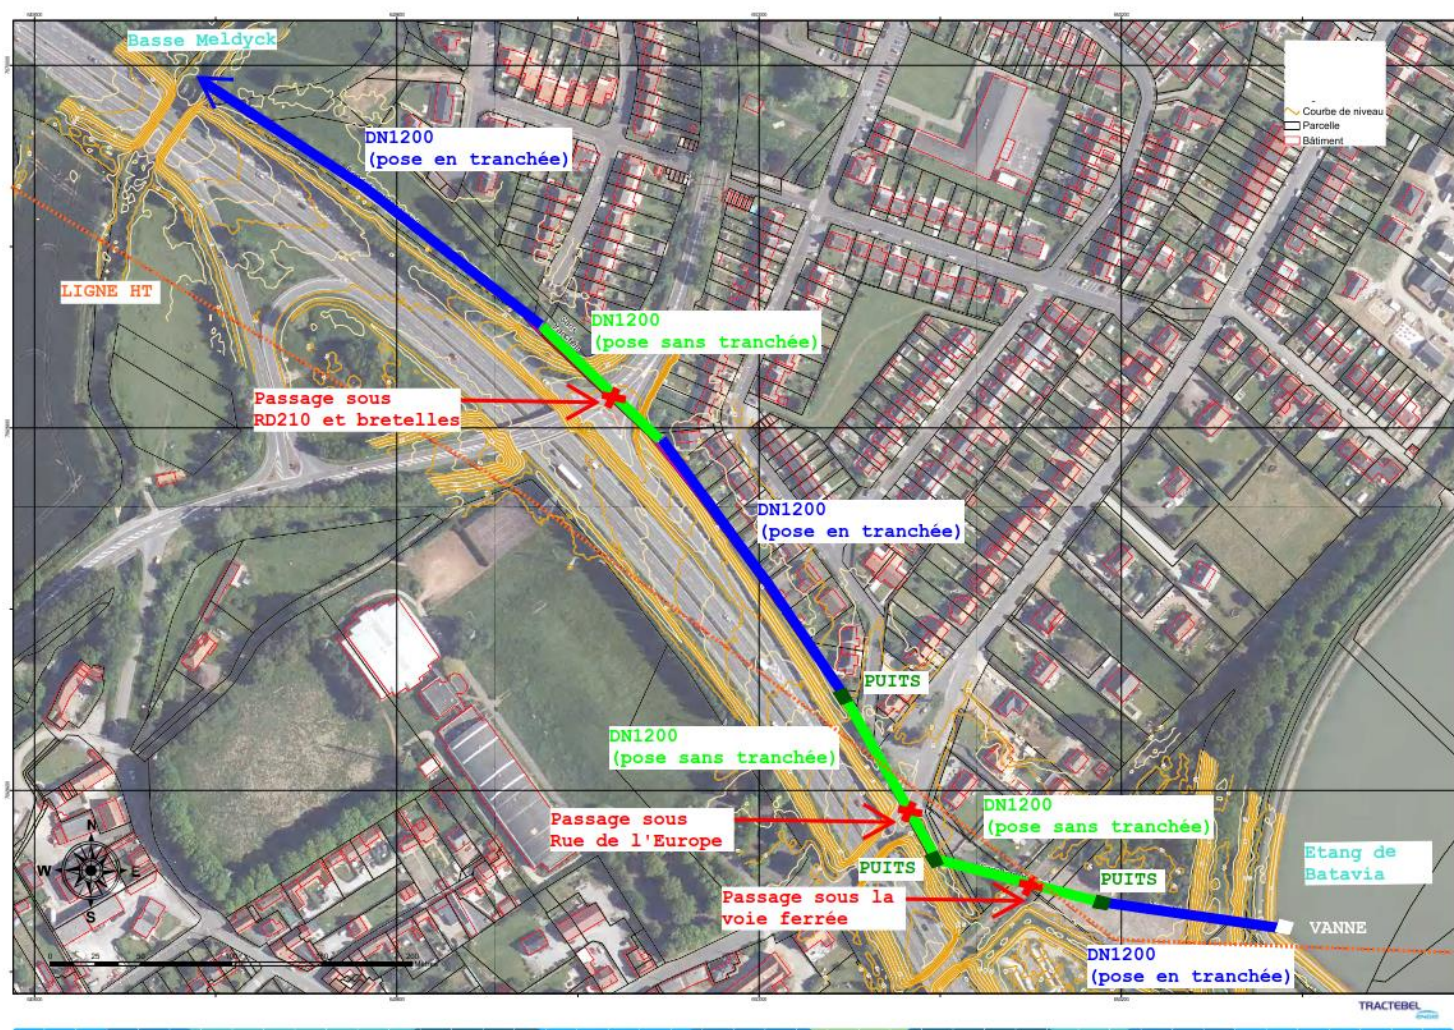 Basse Meldyck
Courbe de niveau
Parcelle
Bâtiment
DN1200
(pose en tranchée)
LIGNE HT
DN1200
(pose sans tranchée)
Passage sous
RD210 et bretelles
DN1200
(pose en tranchée)
PUITS
DN1200
(pose sans tranchée)
DN1200
(pose sans tranchée)
Passage sous
Rue de l'Europe
PUITS
Etang de
Batavia
N
W
E
S
PUITS
Passage sous la
voie ferrée
VANNE
DN1200
(pose en tranchée)
TRACTEBEL
ENGIE